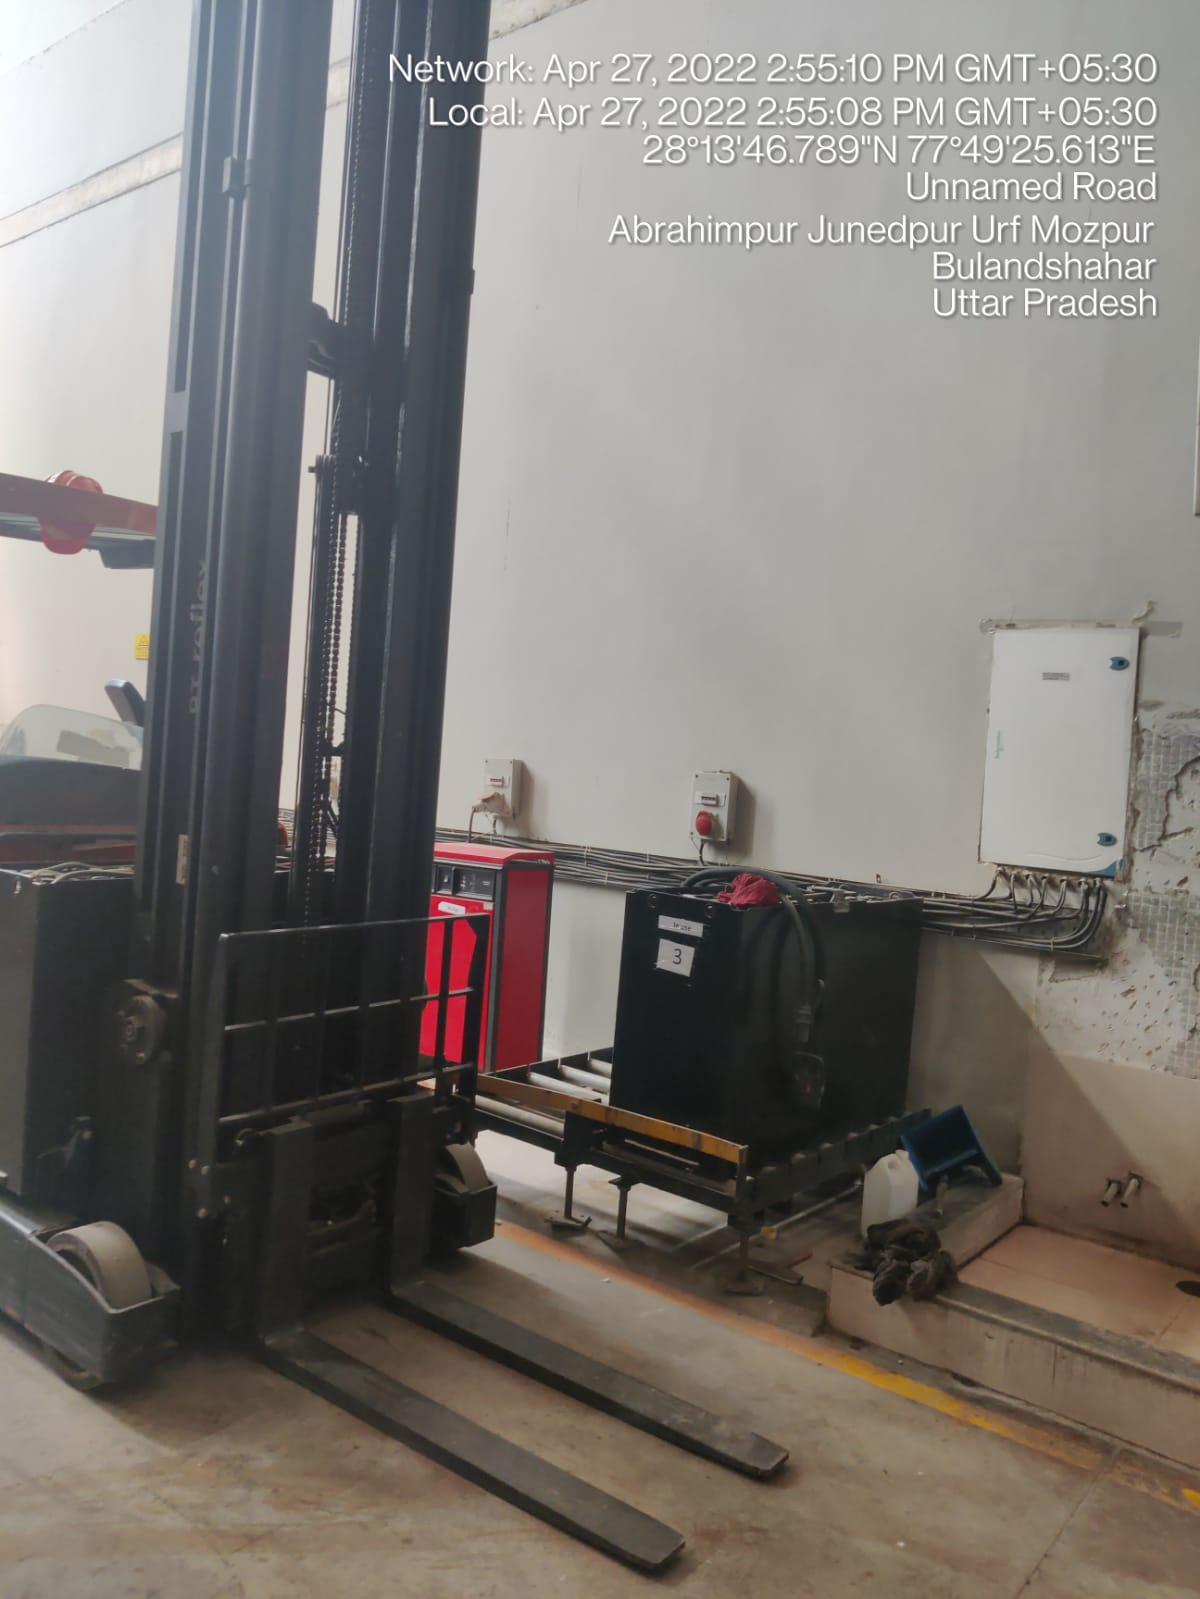 Network: Apr 27, 2022 2:55:10 PM GMT+05:30
Local: Apr 27, 2022 2:55:08 PM GMT+05:30
28°13'46.789"N 77°49'25.613"E
Unnamed Road
Abrahimpur Junedpur Urf Mozpur
Bulandshahar
Uttar Pradesh
BT reflex
3